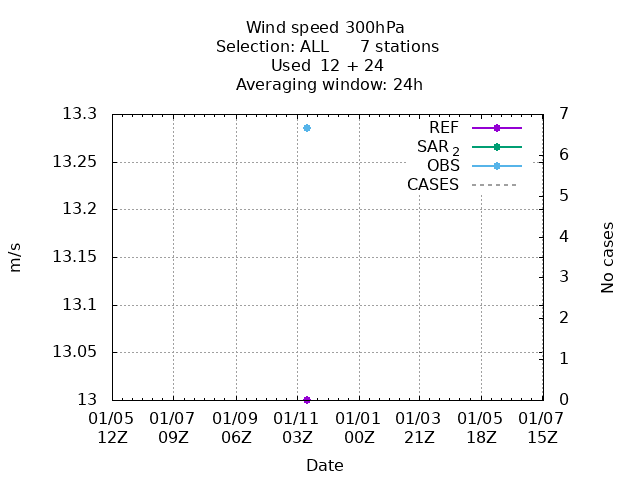 Wind speed 300hPa
Selection: ALL 7 stations
Used 12 + 24
Averaging window: 24h
13.3
13.25
13.2
13.15
13.1
13.05
13
7
6
5
4
3
2
1
0
REF
SAR 2
OBS
CASES
m/s
No cases
01/05 01/07 01/09 01/11 01/01 01/03 01/05 01/07
12Z 09Z 06Z 03Z 00Z 21Z 18Z 15Z
Date